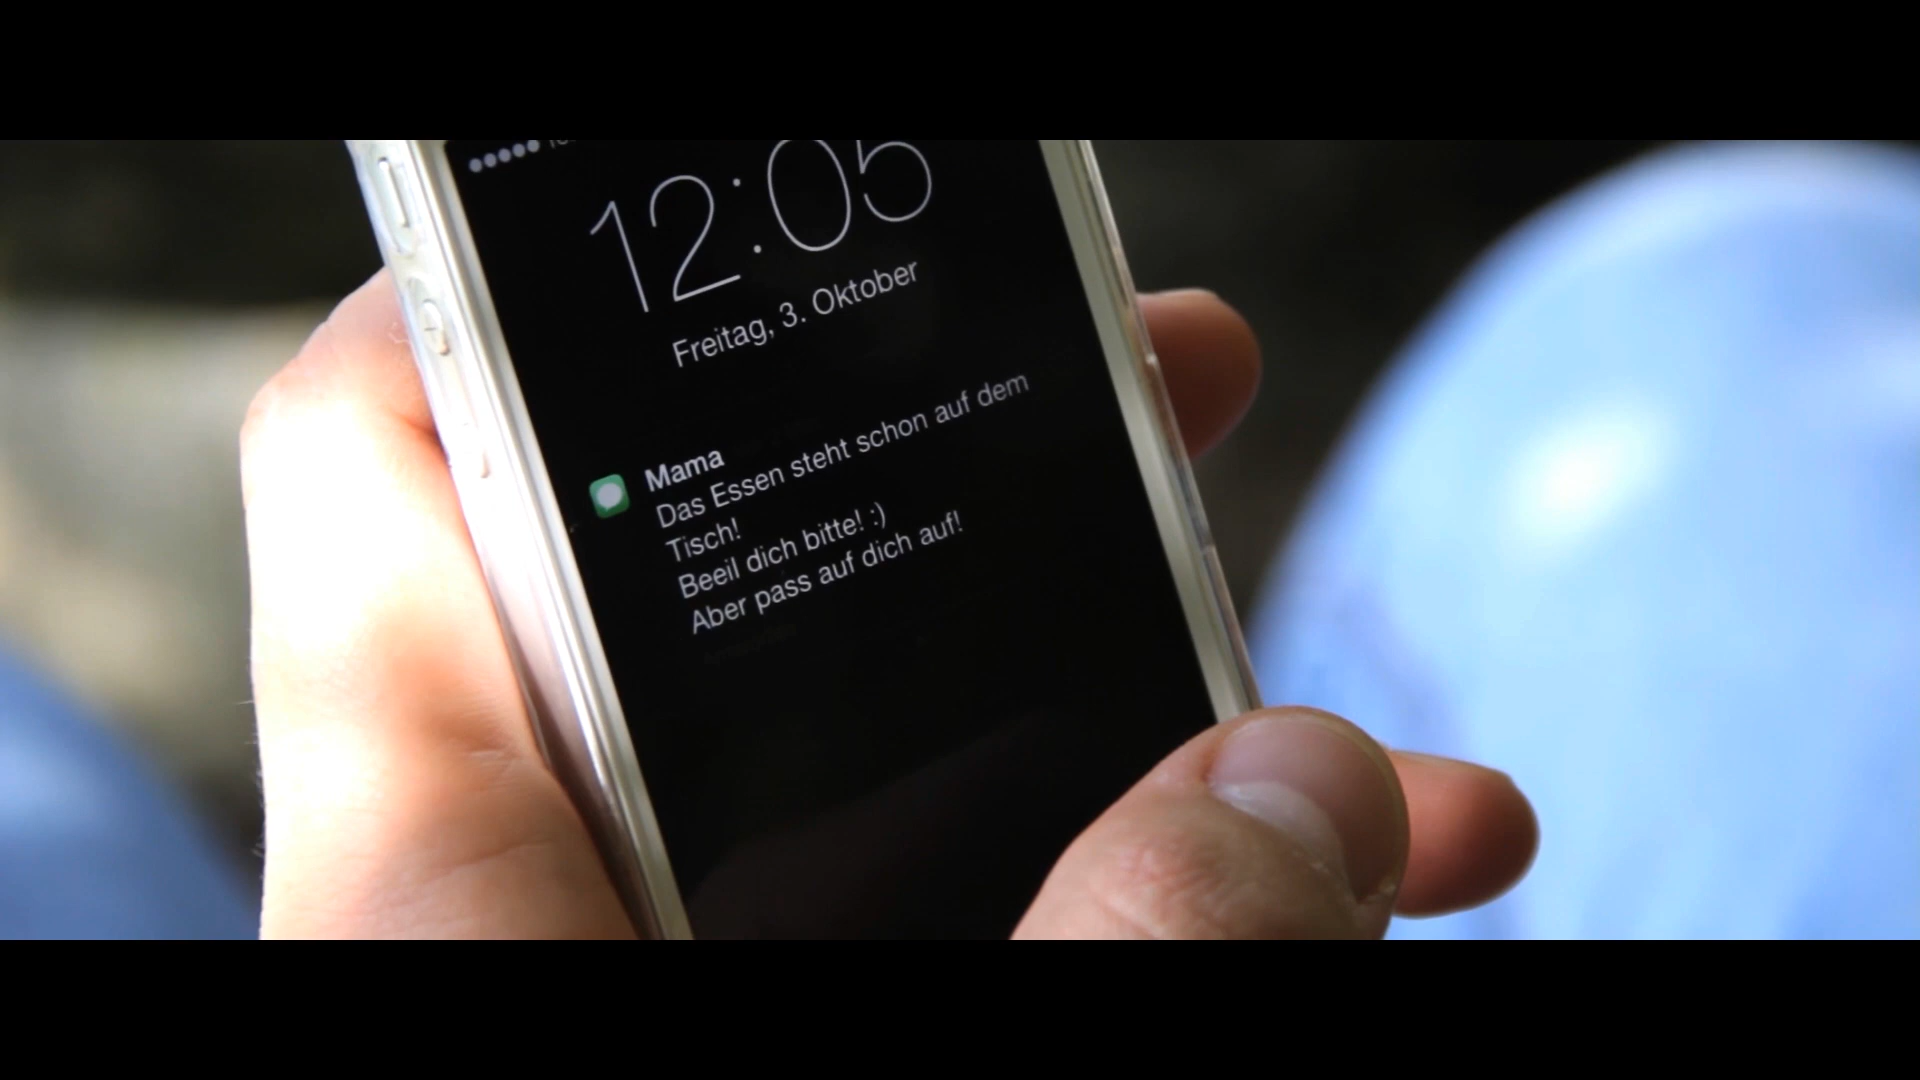 12:05
Freitag, 3. Oktober
Mama
Das Essen steht schon auf dem
Tisch!
Beeil dich bitte! :)
Aber pass auf dich auf!